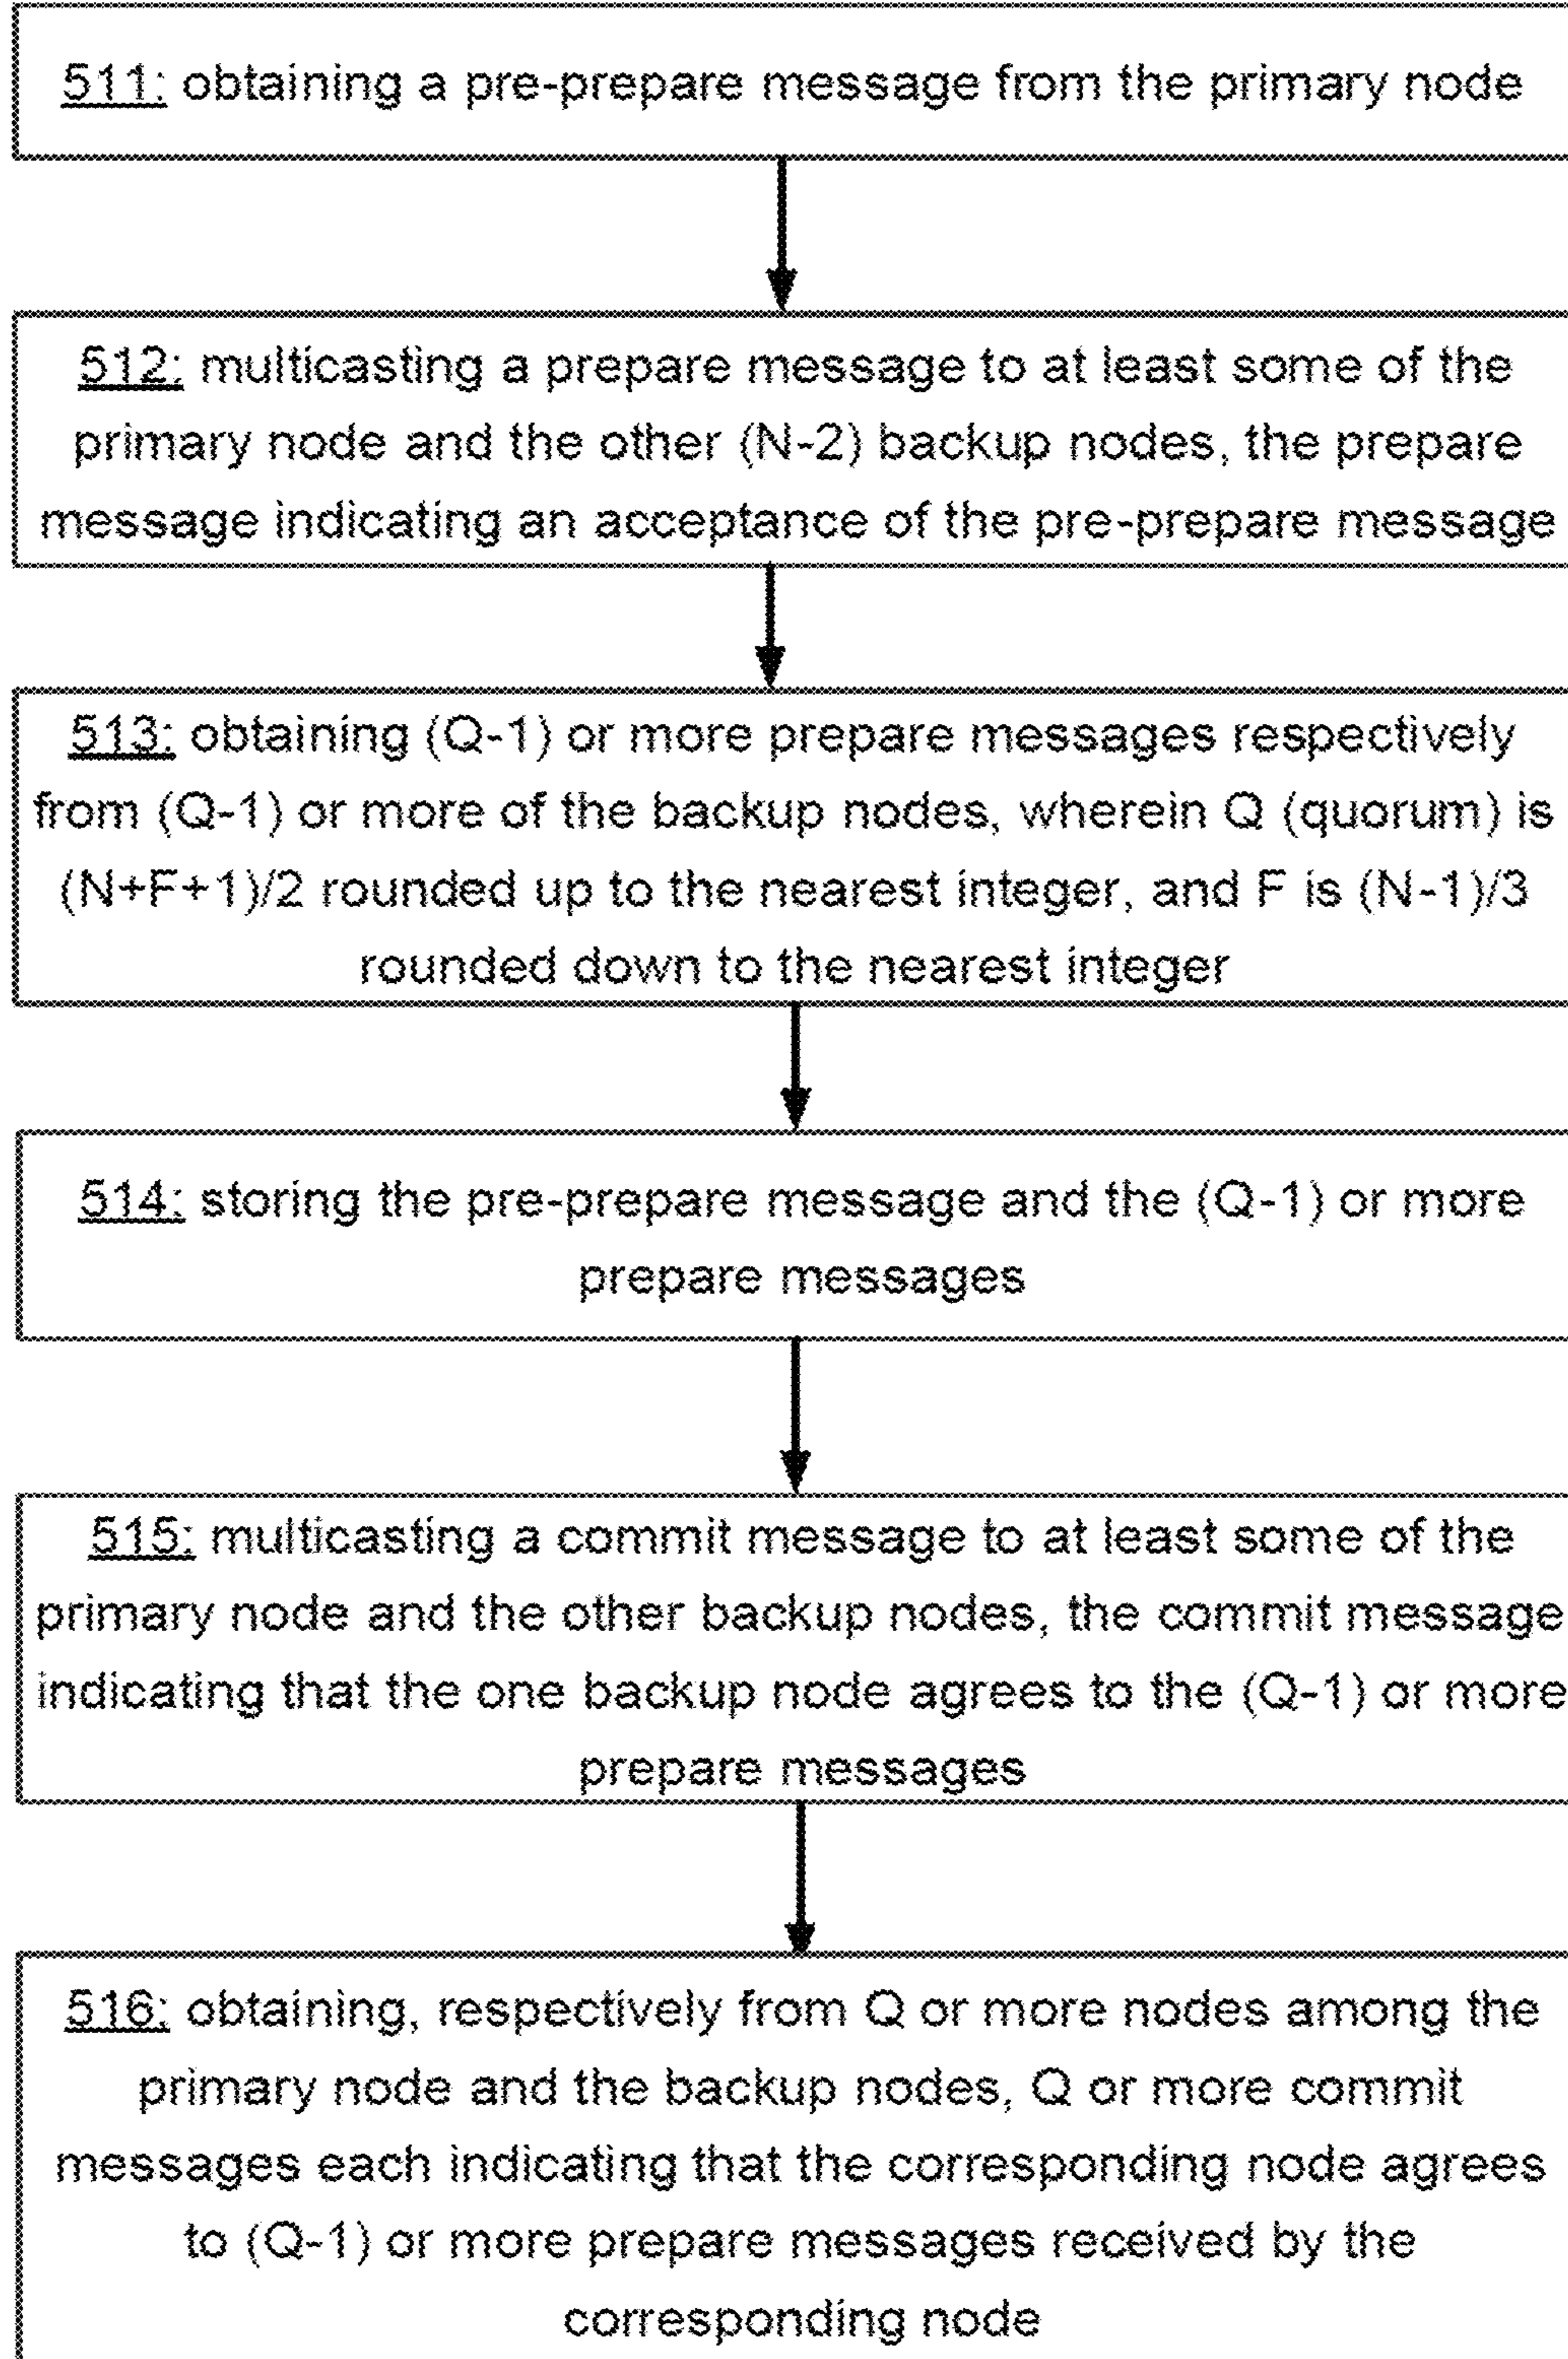 511: obtaining a pre-prepare message from the primary node
512: multicasting a prepare message to at least some of the
primary node and the other (N-2) backup nodes, the prepare
message indicating an acceptance of the pre-prepare message
513: obtaining (Q-1) or more prepare messages respectively
from (Q-1) or more of the backup nodes, wherein Q (quorum) is
(N+F+1)/2 rounded up to the nearest integer, and F is (N-1)/3
rounded down to the nearest integer
514: storing the pre-prepare message and the (Q-1) or more
prepare messages
515: multicasting a commit message to at least some of the
primary node and the other backup nodes, the commit message
indicating that the one backup node agrees to the (Q-1) or more
prepare messages
516: obtaining, respectively from Q or more nodes among the
primary node and the backup nodes, Q or more commit
messages each indicating that the corresponding node agrees
to (Q-1) or more prepare messages received by the
corresponding node